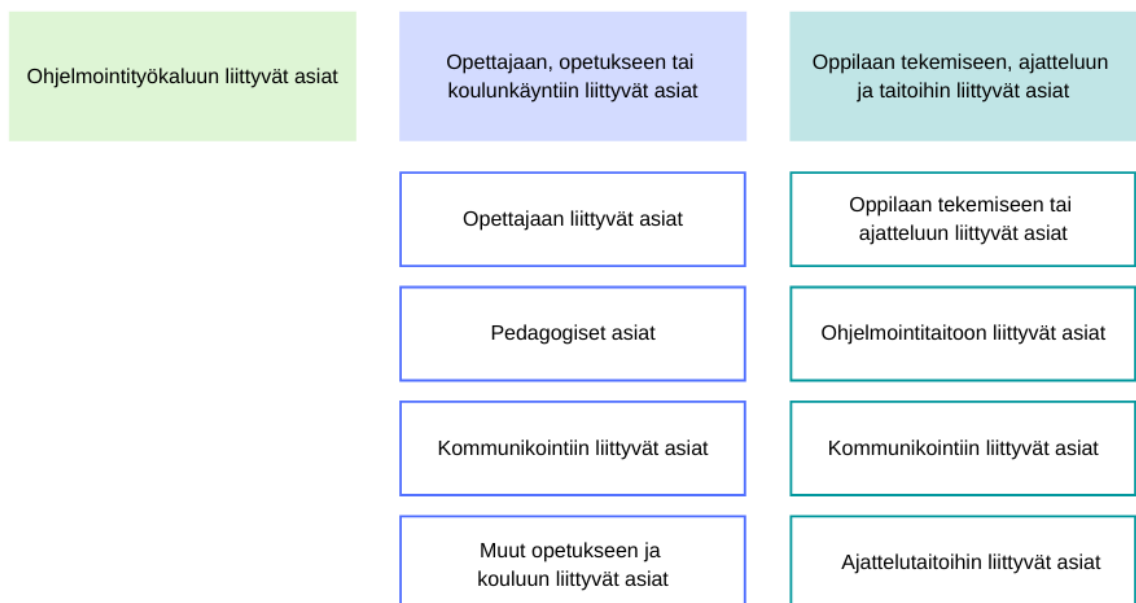 Ohjelmointityökaluun liittyvät asiat
Opettajaan, opetukseen tai
koulunkäyntiin liittyvät asiat
Oppilaan tekemiseen, ajatteluun
ja taitoihin liittyvät asiat
Opettajaan liittyvät asiat
Oppilaan tekemiseen tai
ajatteluun liittyvät asiat
Pedagogiset asiat
Ohjelmointitaitoon liittyvät asiat
Kommunikointiin liittyvät asiat
Kommunikointiin liittyvät asiat
Muut opetukseen ja
kouluun liittyvät asiat
Ajattelutaitoihin liittyvät asiat